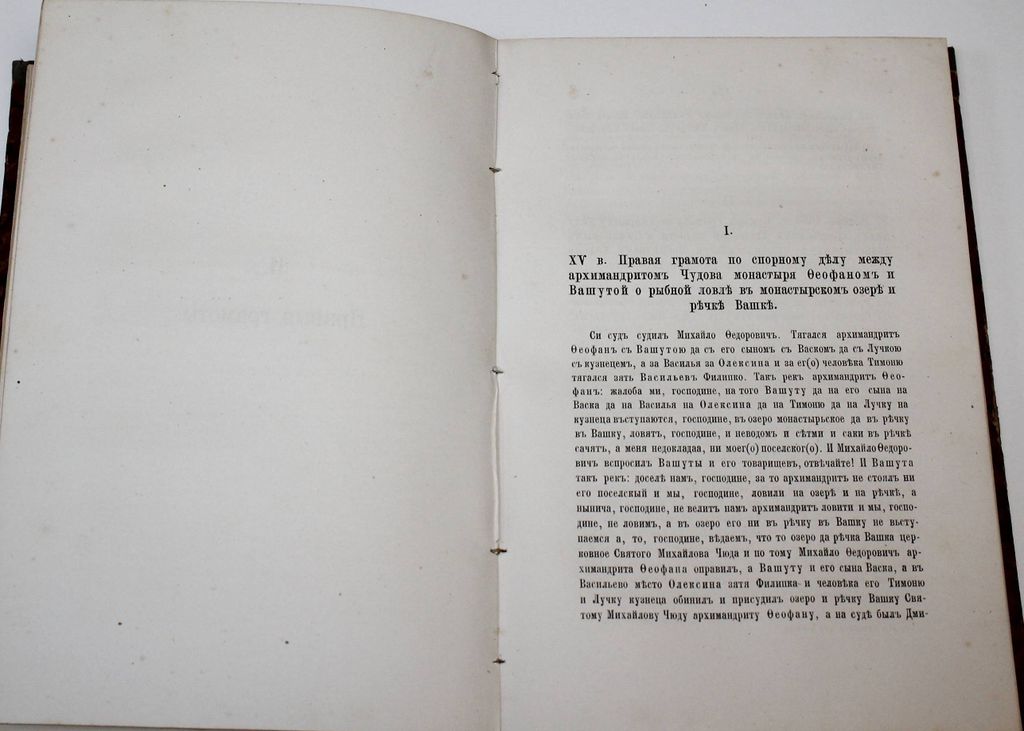 I.
XV в. Правая грамота по спорному дѣлу между
архимандритомъ Чудова монастыря Ѳеофаномъ и
Вашутой о рыбной ловлѣ въ монастырскомъ озерѣ и
рѣчкѣ Вашкѣ.
Си судъ судилъ Михайло Ѳедоровичъ. Тягался архимандритъ
Ѳеофанъ съ Вашутою да съ его сыномъ съ Васкомъ да съ Лучкою
съ кузнецемъ, а за Василья за Олексина и за ег(о) человѣка Тимоню
тягался зять Васильевъ Филипко. Такъ рекъ архимандритъ Ѳео-
фанъ: жалоба ми, господине, на того Вашуту да на его сына на
Васка да на Василья на Олексина да на Тимоню да на Лучку на
кузнеца въступаются, господине, въ озеро монастырьское да въ рѣчку
въ Вашку, ловятъ, господине, и неводомъ и сѣтми и саки въ рѣчкѣ
сачятъ, а меня недокладаа, ни моег(о) поселског(о). И Михайло Ѳедоро-
вичъ вспросилъ Вашуты и его товарищевъ, отвѣчайте! И Вашута
такъ рекъ: доселѣ намъ, господине, за то архимандритъ не стоялъ ни
его поселскый и мы, господине, ловили на озерѣ и на рѣчкѣ, а
нынича, господине, не велитъ намъ архимандритъ ловити и мы, госпо-
дине, не ловимъ, а въ озеро его ни въ рѣчку въ Вашку не въсту-
паемся а, то, господине, вѣдаемъ, что то озеро да рѣчка Вашка цер-
ковное Святого Михайлова Чюда и по тому Михайло Ѳедоровичъ ар-
химандрита Ѳеофана оправилъ, а Вашуту и его сына Васка, а въ
Васильево мѣсто Олексина зятя Филипка и человѣка его Тимоню
и Лучку кузнеца обинилъ и присудилъ озеро и рѣчку Вашку Свя-
тому Михайлову Чюду архимандриту Ѳеофану, а на судѣ былъ Дми-